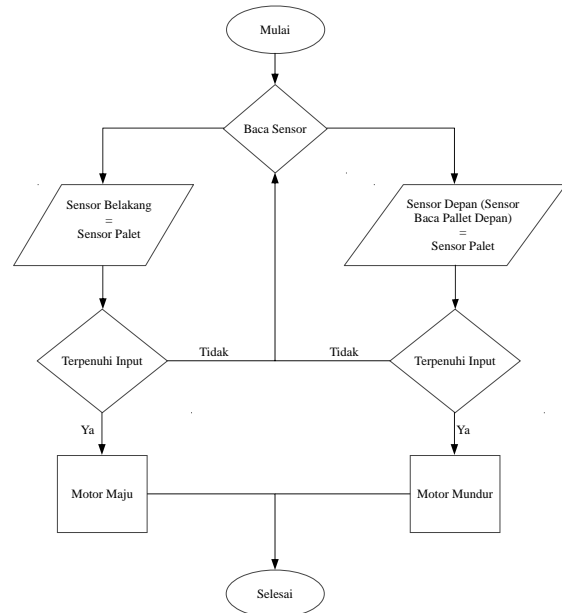 Mulai
Baca Sensor
Sensor Belakang
=
Sensor Palet
Sensor Depan (Sensor
Baca Pallet Depan)
=
Sensor Palet
Terpenuhi Input
Tidak
Tidak
Terpenuhi Input
Ya
Ya
Motor Maju
Motor Mundur
Selesai